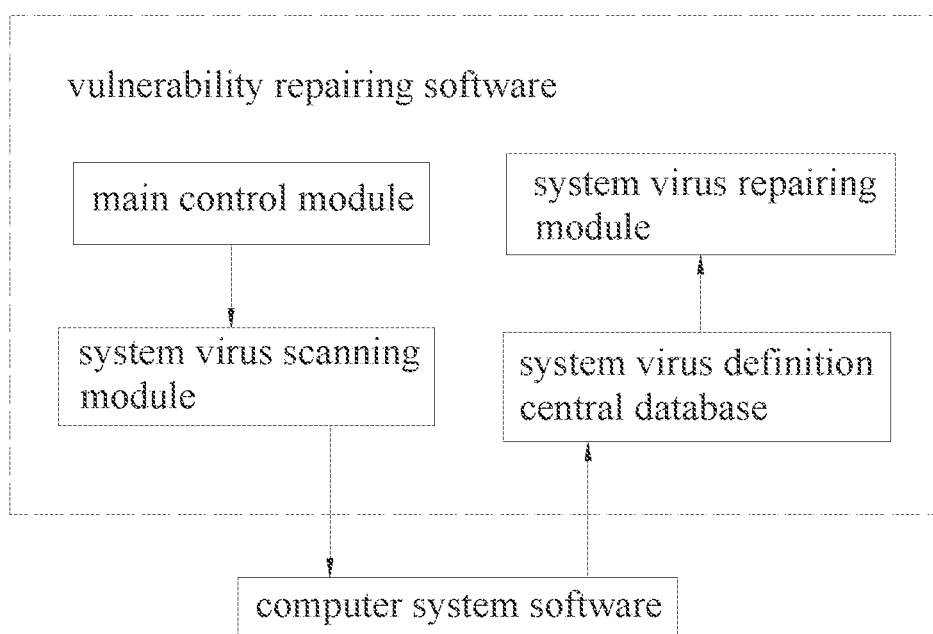 vulnerability repairing software
main control module
system virus scanning
module
system virus repairing
module
system virus definition
central database
computer system software